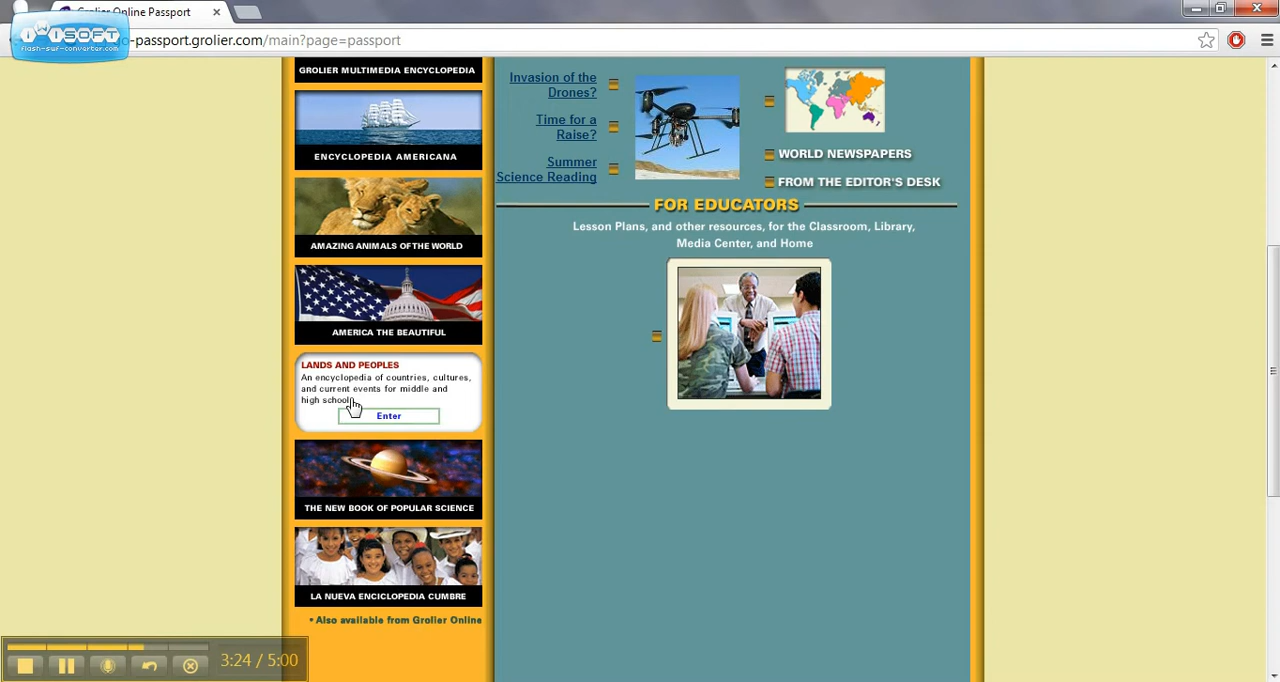 Grolier Online Passport
iWiSOFT
flash-swf-converter.com
-passport.grolier.com/main?page=passport
GROLIER MULTIMEDIA ENCYCLOPEDIA
ENCYCLOPEDIA AMERICANA
AMAZING ANIMALS OF THE WORLD
AMERICA THE BEAUTIFUL
LANDS AND PEOPLES
An encyclopedia of countries, cultures,
and current events for middle and
high school
Enter
THE NEW BOOK OF POPULAR SCIENCE
LA NUEVA ENCICLOPEDIA CUMBRE
• Also available from Grolier Online
Invasion of the
Drones?
Time for a
Raise?
Summer
Science Reading
WORLD NEWSPAPERS
FROM THE EDITOR'S DESK
FOR EDUCATORS
Lesson Plans, and other resources, for the Classroom, Library,
Media Center, and Home
3:24 / 5:00